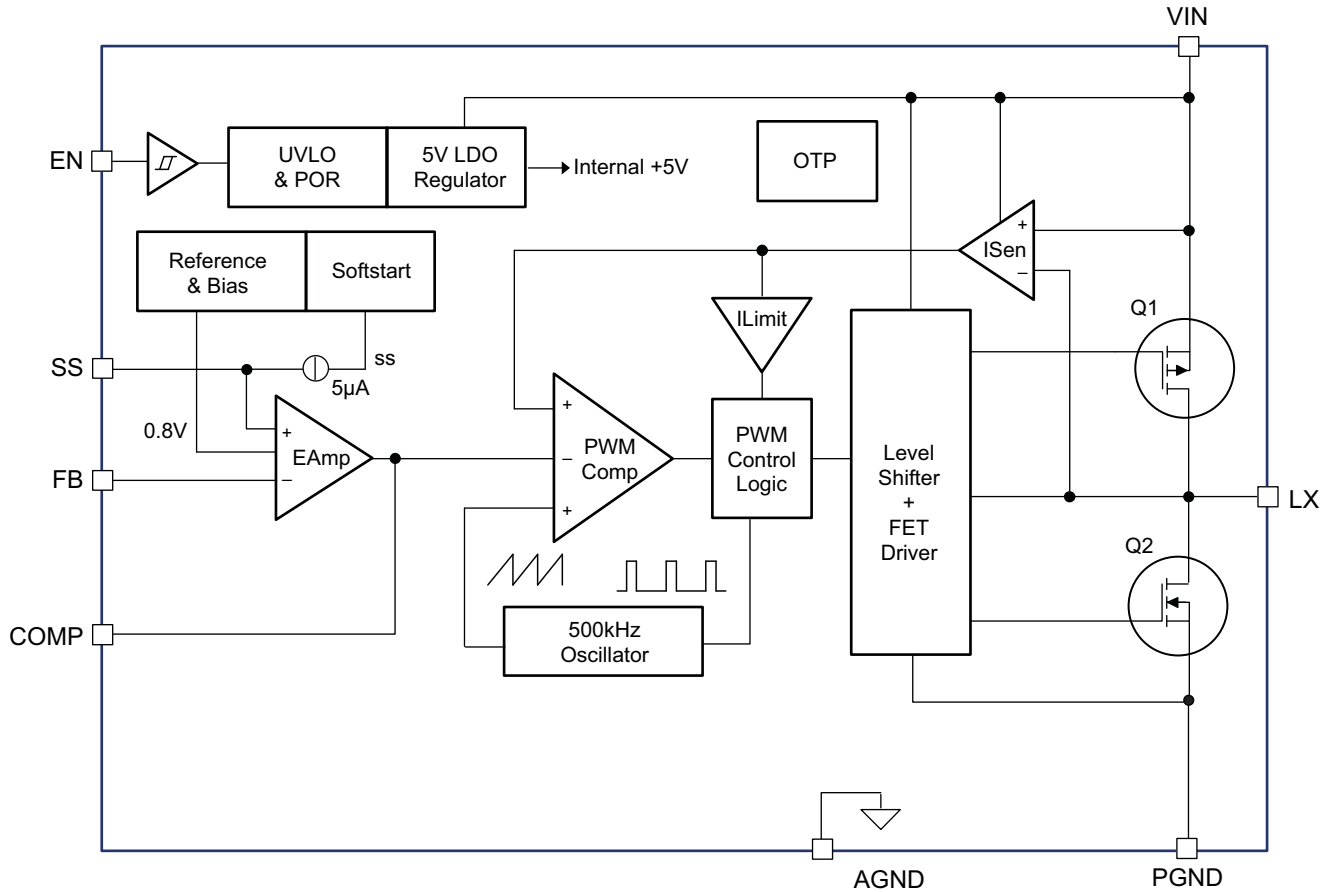 VIN
EN
UVLO
& POR
5V LDO
Regulator
Internal +5V
OTP
Reference
& Bias
Softstart
+
ISen
–
Q1
ILimit
SS
ss
5µA
0.8V
+
EAmp
–
FB
+
–
PWM
Comp
+
PWM
Control
Logic
Level
Shifter
+
FET
Driver
LX
Q2
500kHz
Oscillator
COMP
AGND
PGND